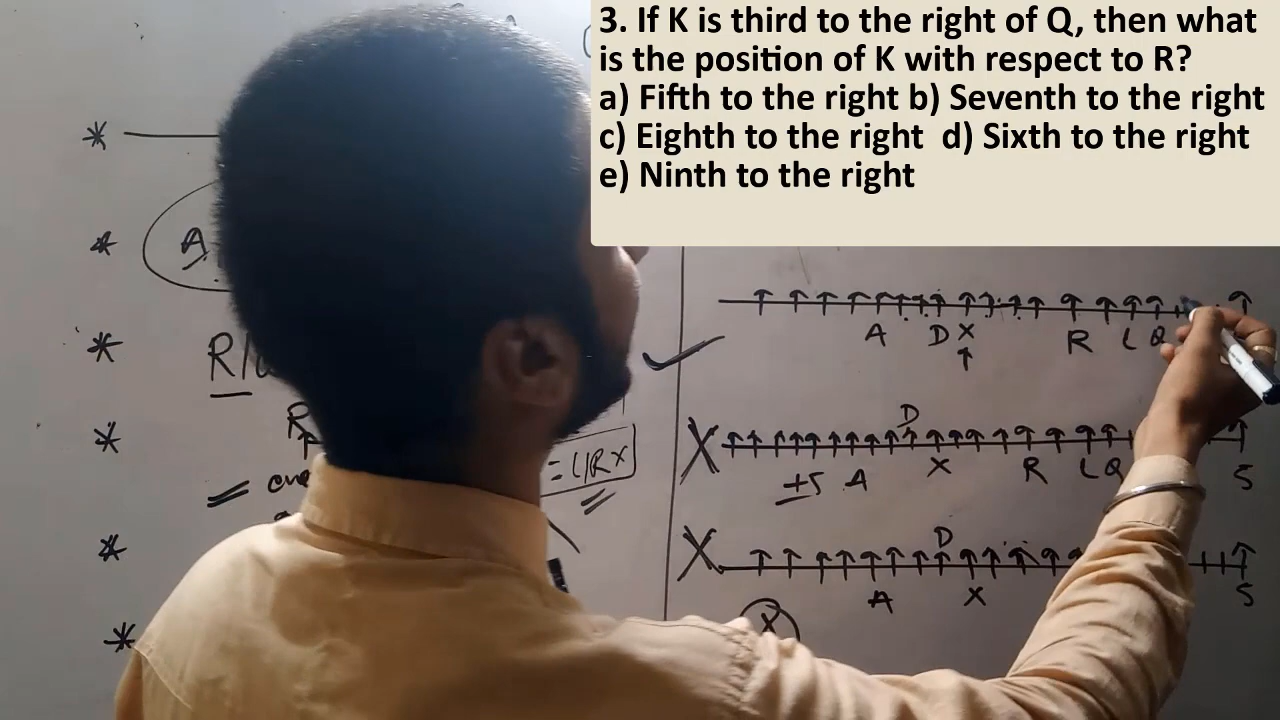 3. If K is third to the right of Q, then what
is the position of K with respect to R?
a) Fifth to the right b) Seventh to the right
c) Eighth to the right d) Sixth to the right
e) Ninth to the right
A
A D X R L Q
D
+5 A X R L Q S
= L/R X
D
A X S
X